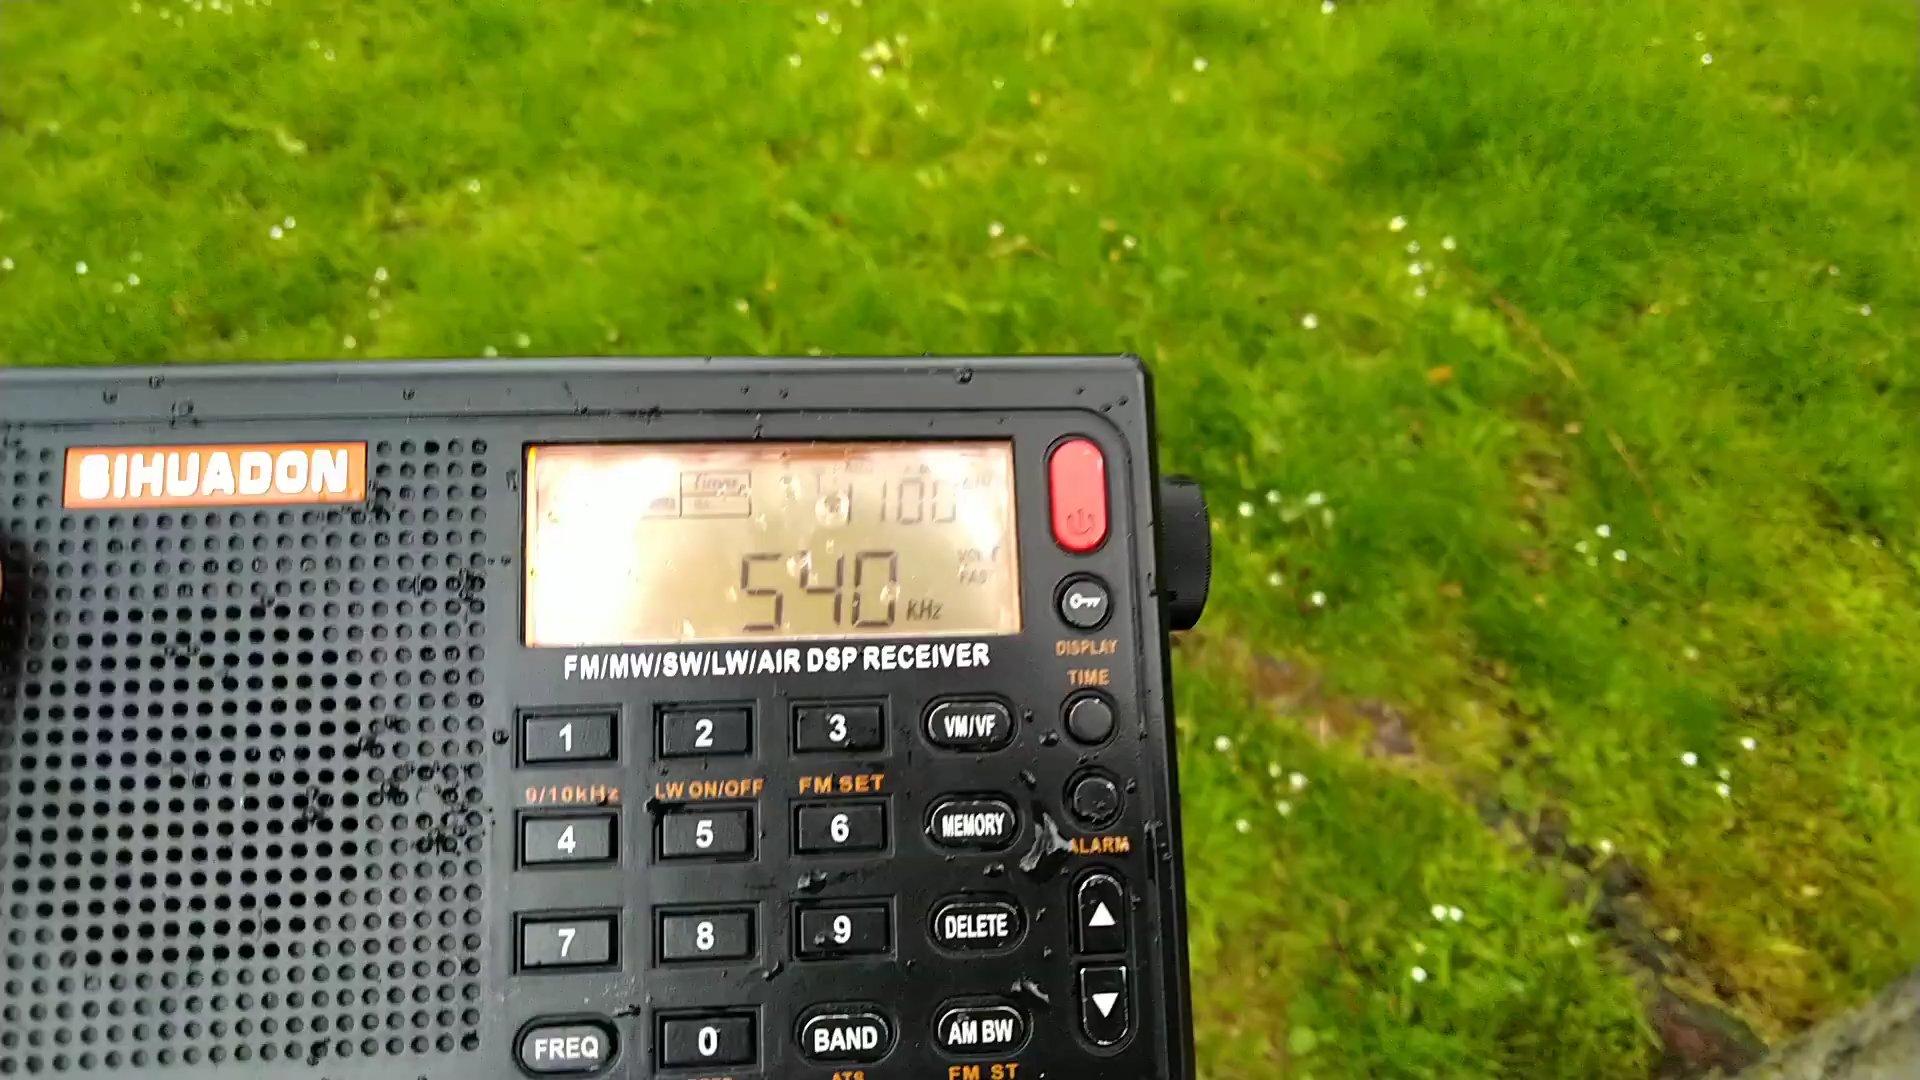 SIHUADON
540 KHz
FM/MW/SW/LW/AIR DSP RECEIVER
DISPLAY
TIME
1 2 3 VM/VF
9/10kHz LW ON/OFF FM SET
4 5 6 MEMORY
ALARM
7 8 9 DELETE
FREQ 0 BAND AM BW
ATS FM ST